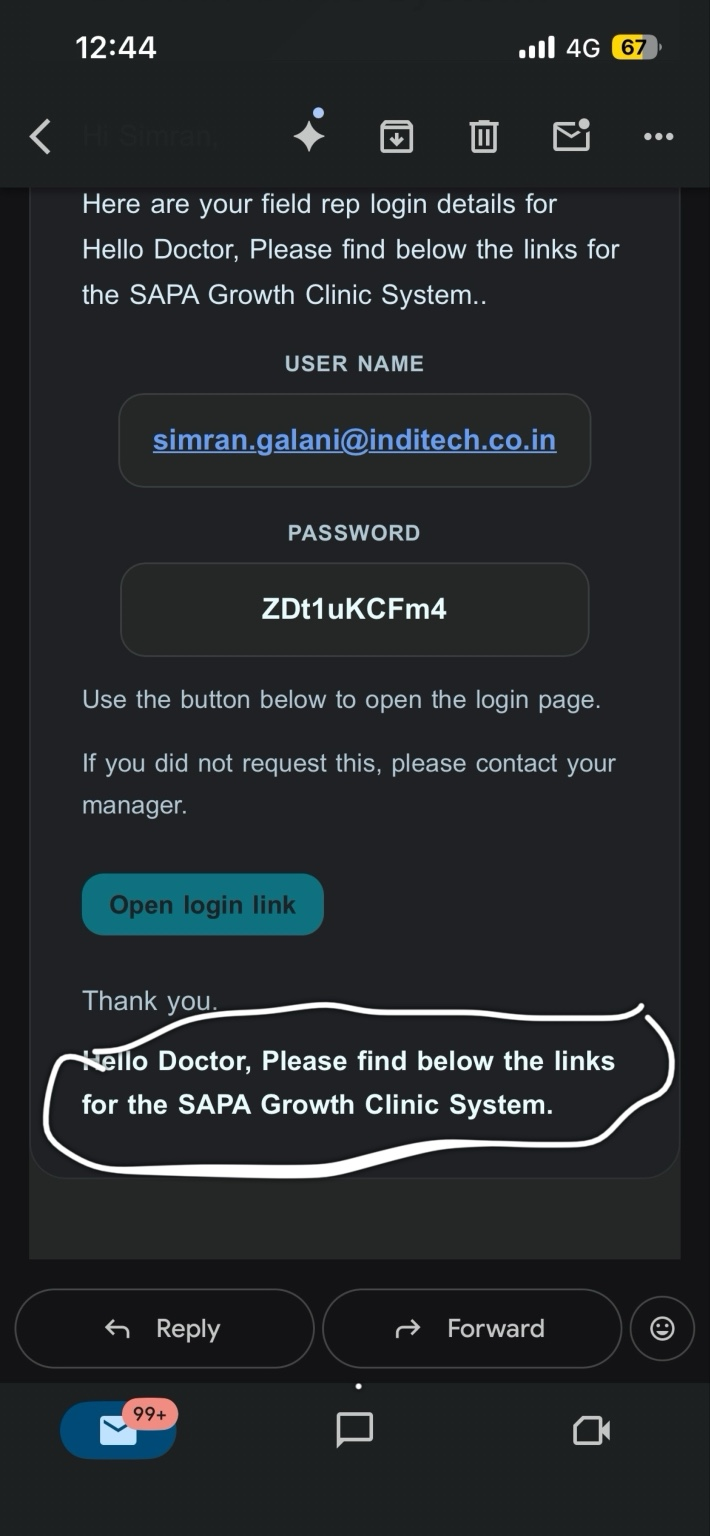 12:44
4G
67
Hi Simran,
Here are your field rep login details for
Hello Doctor, Please find below the links for
the SAPA Growth Clinic System..
USER NAME
simran.galani@inditech.co.in
PASSWORD
ZDt1uKCFm4
Use the button below to open the login page.
If you did not request this, please contact your
manager.
Open login link
Thank you.
Hello Doctor, Please find below the links
for the SAPA Growth Clinic System.
Reply
Forward
99+